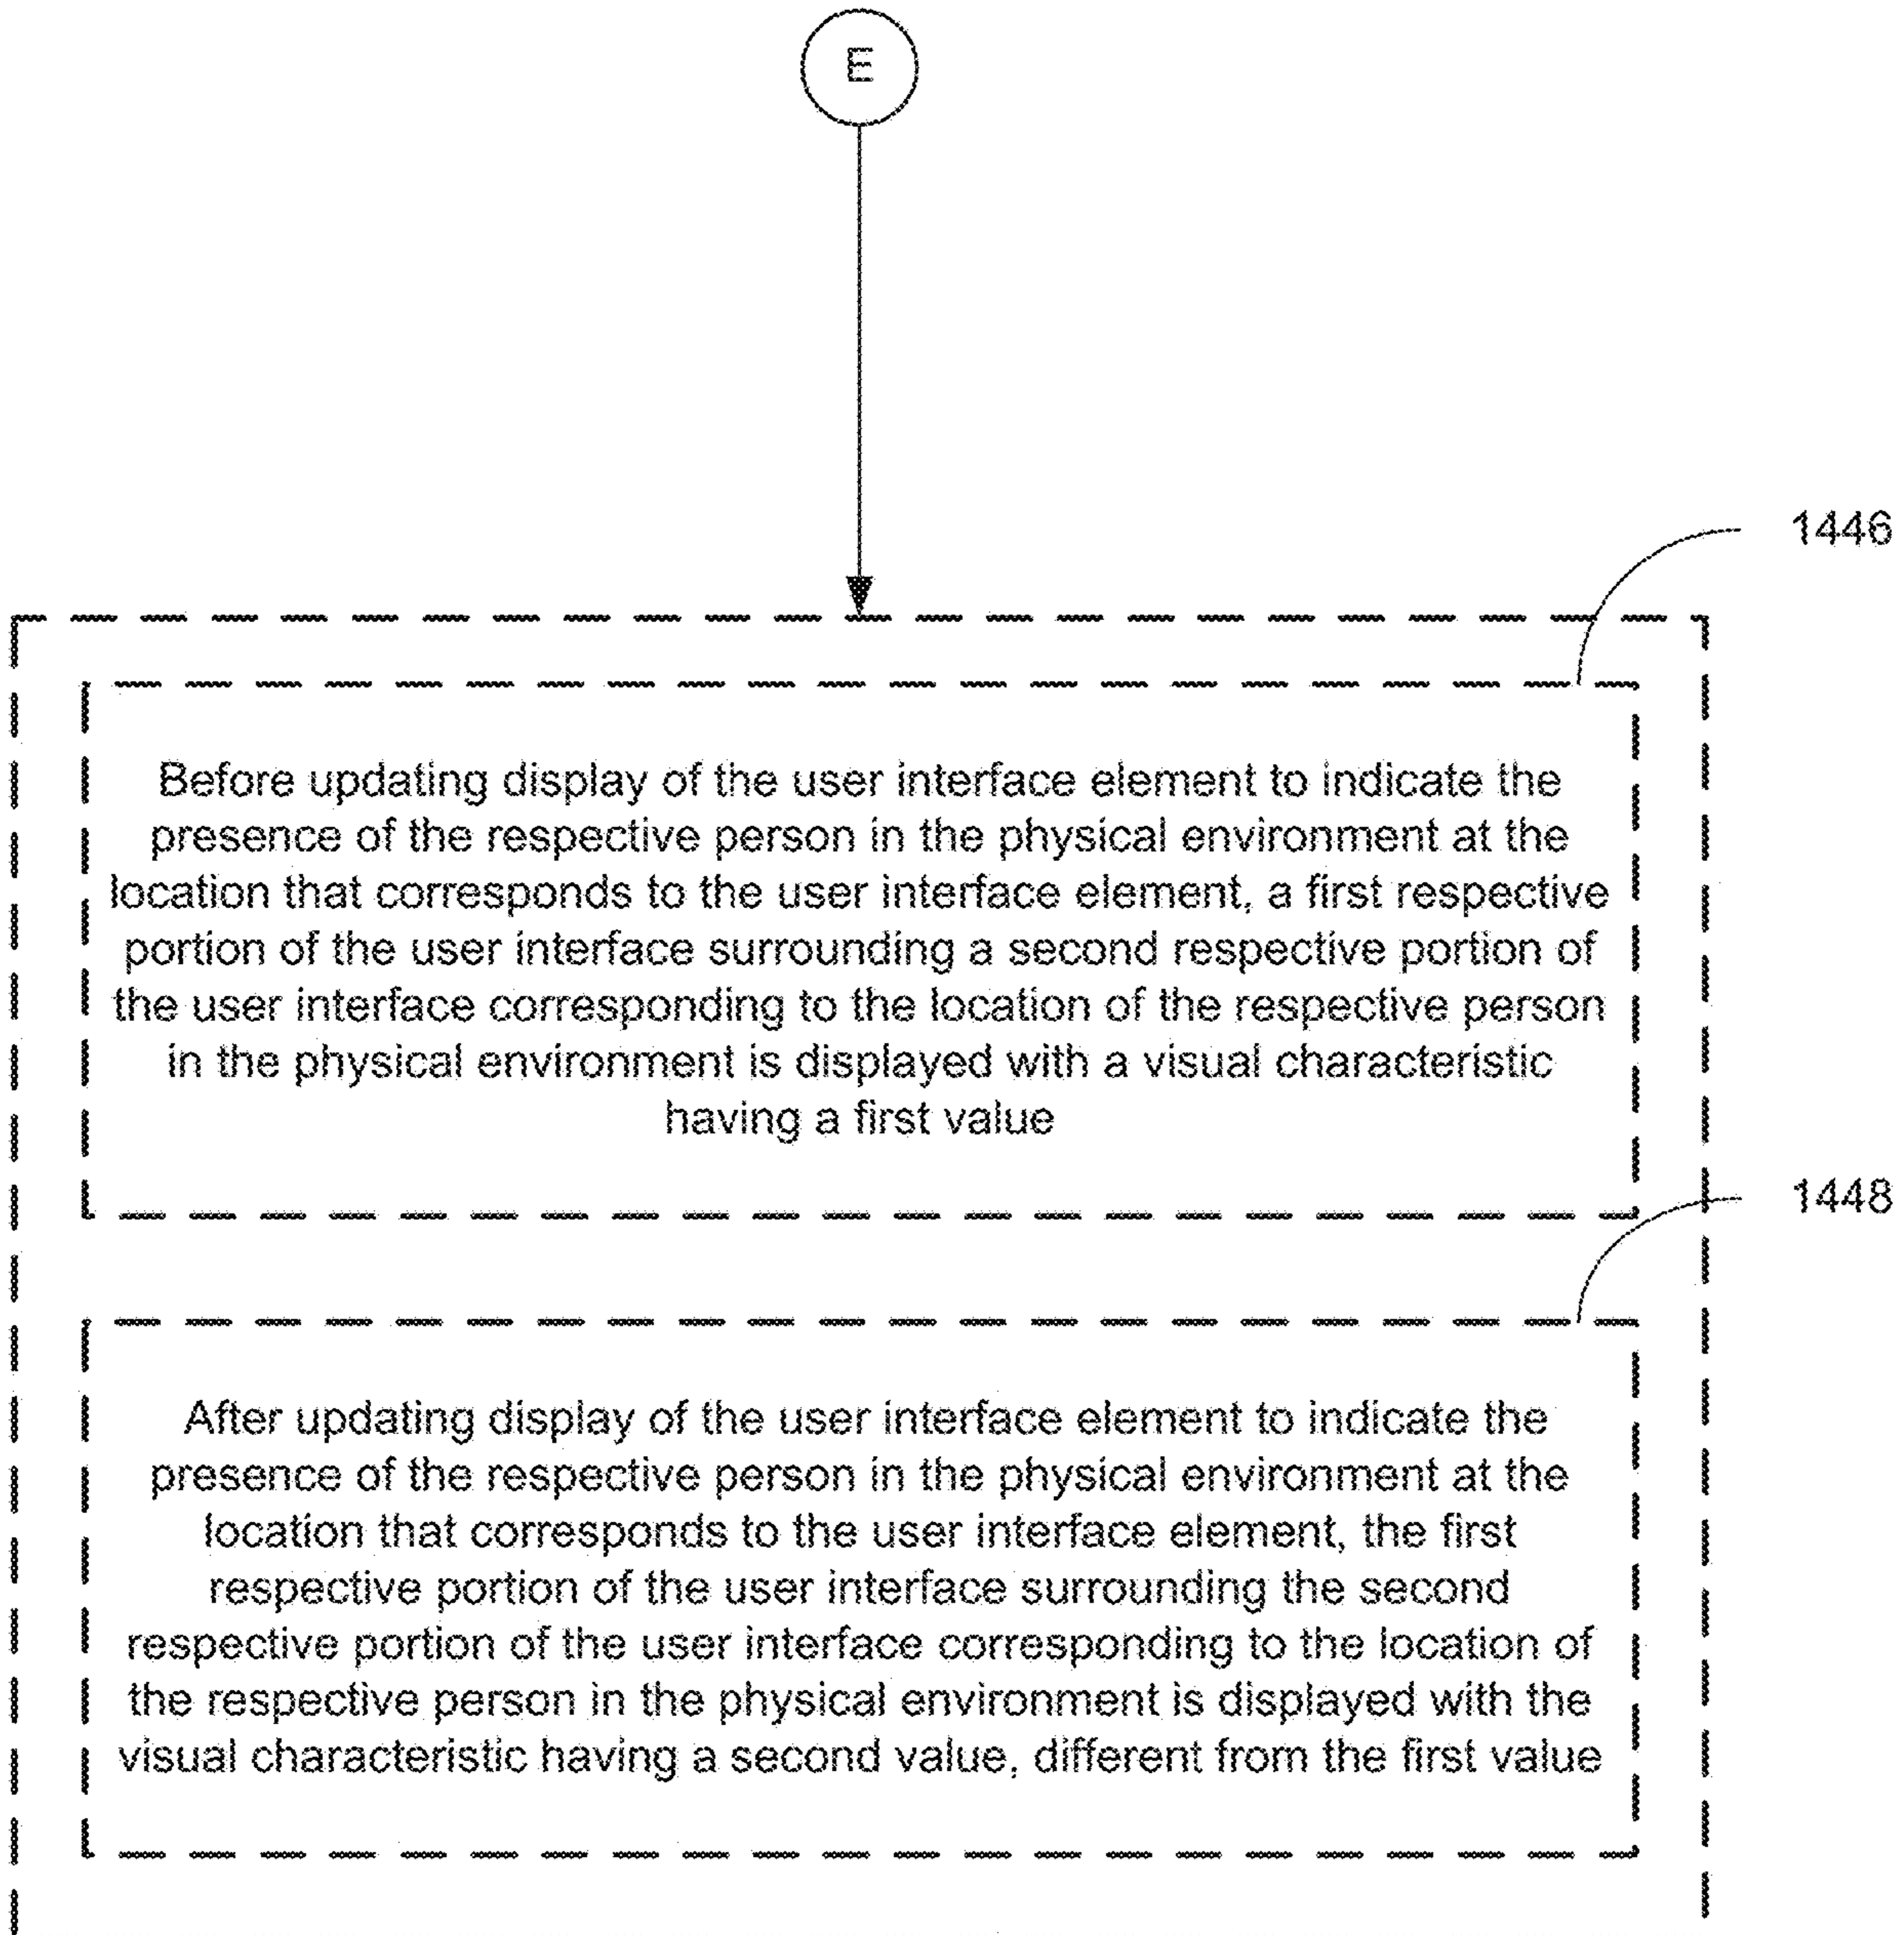 E
1446
Before updating display of the user interface element to indicate the
presence of the respective person in the physical environment at the
location that corresponds to the user interface element, a first respective
portion of the user interface surrounding a second respective portion of
the user interface corresponding to the location of the respective person
in the physical environment is displayed with a visual characteristic
having a first value
1448
After updating display of the user interface element to indicate the
presence of the respective person in the physical environment at the
location that corresponds to the user interface element, the first
respective portion of the user interface surrounding the second
respective portion of the user interface corresponding to the location of
the respective person in the physical environment is displayed with the
visual characteristic having a second value, different from the first value